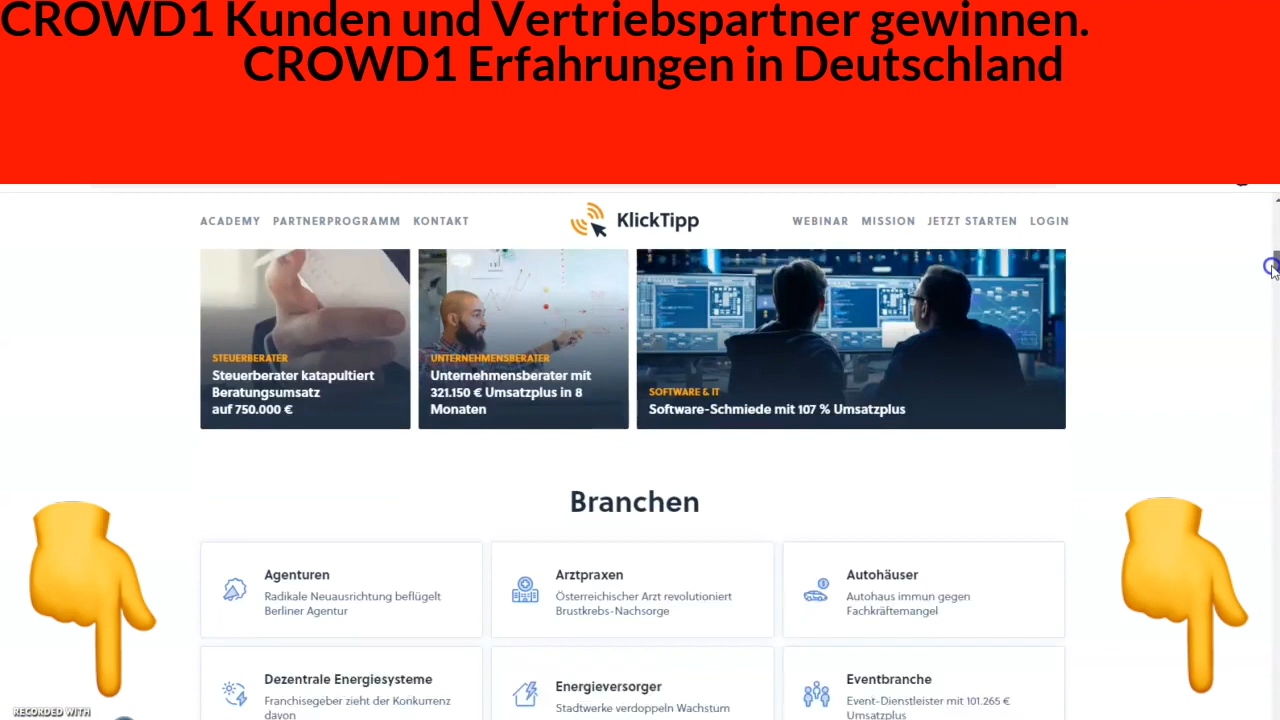 CROWD1 Kunden und Vertriebspartner gewinnen.
CROWD1 Erfahrungen in Deutschland
ACADEMY PARTNERPROGRAMM KONTAKT KlickTipp WEBINAR MISSION JETZT STARTEN LOGIN
STEUERBERATER
Steuerberater katapultiert
Beratungsumsatz
auf 750.000 €
UNTERNEHMENSBERATER
Unternehmensberater mit
321.150 € Umsatzplus in 8
Monaten
SOFTWARE & IT
Software-Schmiede mit 107 % Umsatzplus
Branchen
Agenturen
Radikale Neuausrichtung beflügelt
Berliner Agentur
Arztpraxen
Österreichischer Arzt revolutioniert
Brustkrebs-Nachsorge
Autohäuser
Autohaus immun gegen
Fachkräftemangel
Dezentrale Energiesysteme
Franchisegeber zieht der Konkurrenz
davon
Energieversorger
Stadtwerke verdoppeln Wachstum
Eventbranche
Event-Dienstleister mit 101.265 €
Umsatzplus
RECORDED WITH